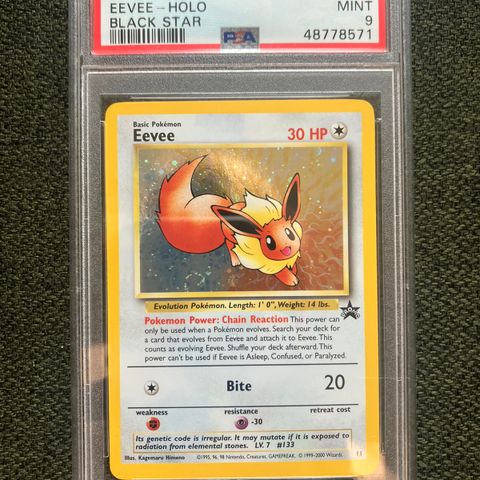 EEVEE-HOLO MINT
BLACK STAR 9
PSA 48778571
Basic Pokémon
Eevee 30 HP
Evolution Pokémon. Length: 1' 0", Weight: 14 lbs.
Pokemon Power: Chain Reaction This power can
only be used when a Pokémon evolves. Search your deck for
a card that evolves from Eevee and attach it to Eevee. This
counts as evolving Eevee. Shuffle your deck afterward. This
power can't be used if Eevee is Asleep, Confused, or Paralyzed.
Bite 20
weakness resistance retreat cost
-30
Its genetic code is irregular. It may mutate if it is exposed to
radiation from elemental stones. LV. 7 #133
Illus. Kagemaru Himeno ©1995, 96, 98 Nintendo, Creatures, GAMEFREAK. ©1999-2000 Wizards. 11